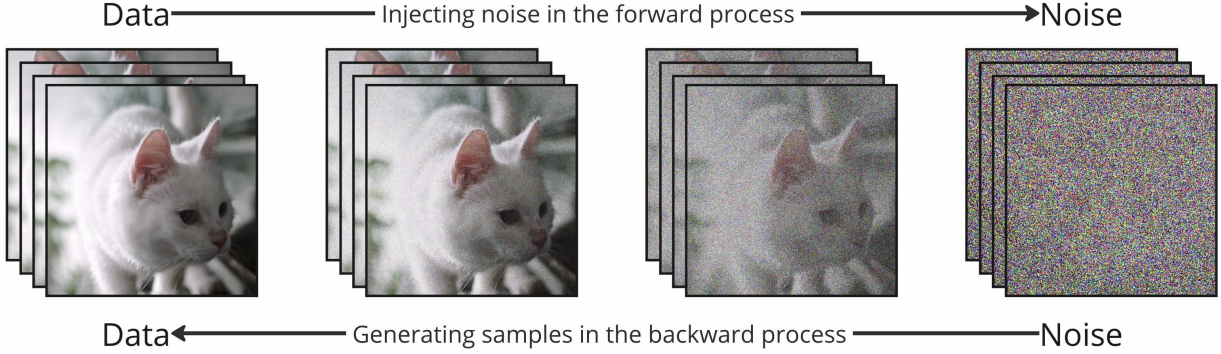 Data Injecting noise in the forward process Noise
Data Generating samples in the backward process Noise